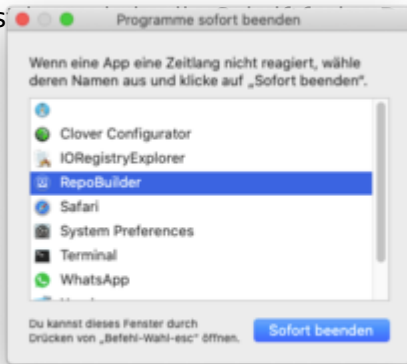 Programme sofort beenden
Wenn eine App eine Zeitlang nicht reagiert, wähle
deren Namen aus und klicke auf „Sofort beenden“.
Clover Configurator
IORegistryExplorer
RepoBuilder
Safari
System Preferences
Terminal
WhatsApp
Du kannst dieses Fenster durch
Drücken von „Befehl-Wahl-esc“ öffnen.
Sofort beenden